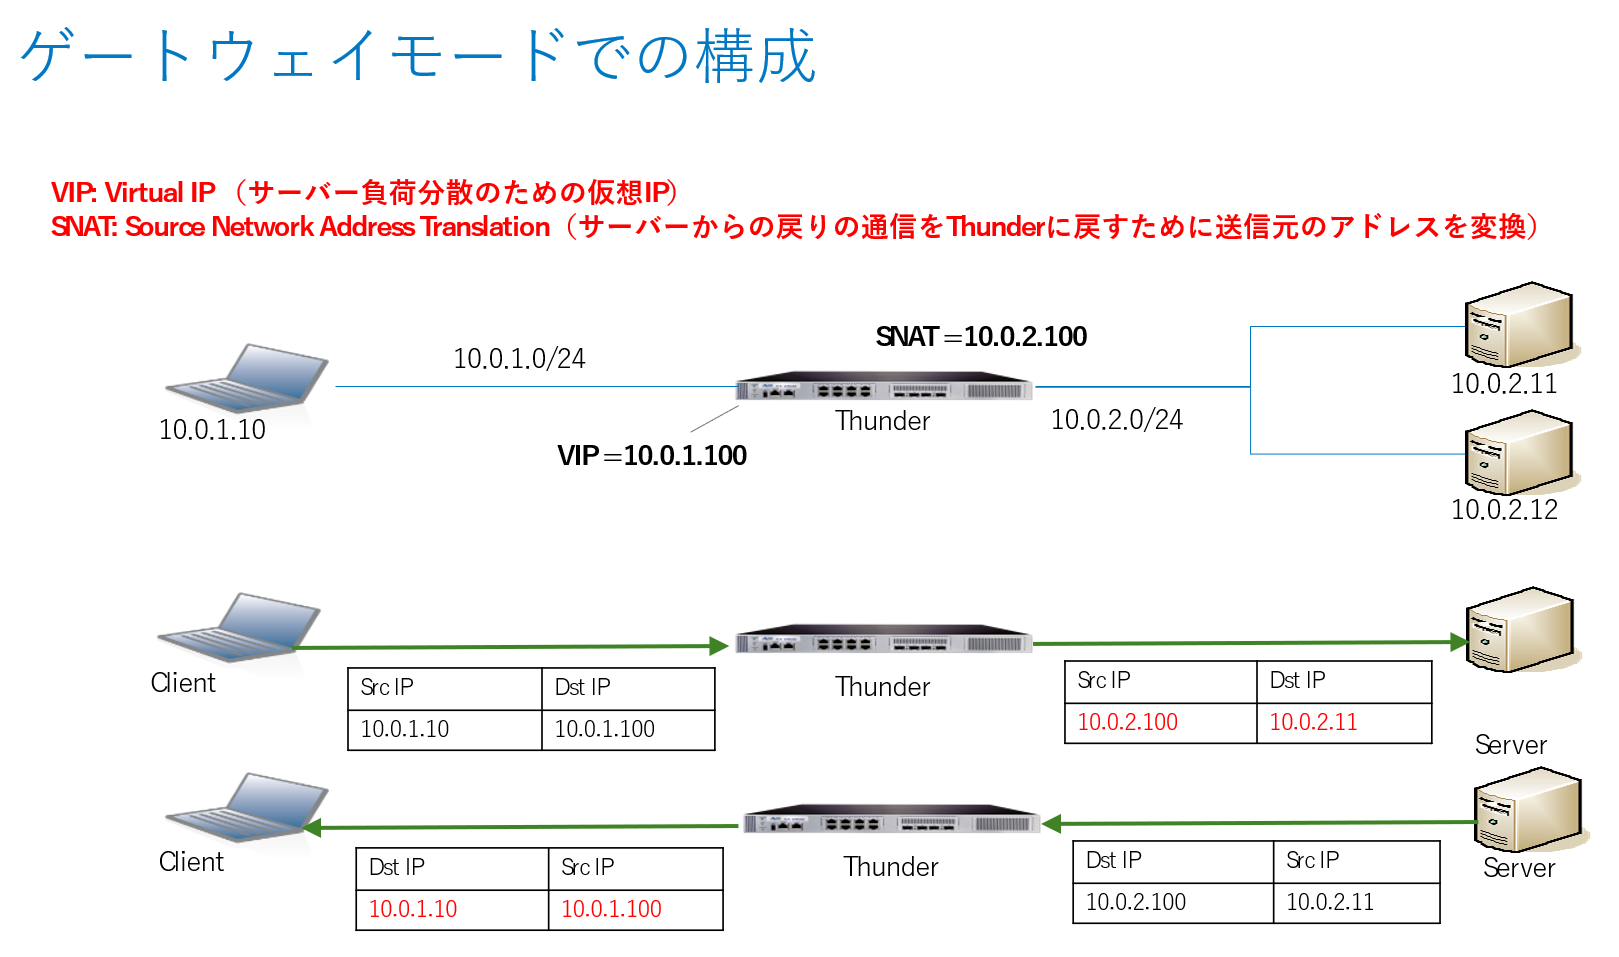 ゲートウェイモードでの構成
VIP: Virtual IP （サーバー負荷分散のための仮想IP）
SNAT: Source Network Address Translation（サーバーからの戻りの通信をThunderに戻すために送信元のアドレスを変換）
SNAT＝10.0.2.100
10.0.1.0/24
10.0.2.11
10.0.1.10
Thunder
10.0.2.0/24
VIP＝10.0.1.100
10.0.2.12
Client
Src IP Dst IP
10.0.1.10 10.0.1.100
Thunder
Src IP Dst IP
10.0.2.100 10.0.2.11
Server
Client
Dst IP Src IP
10.0.1.10 10.0.1.100
Thunder
Dst IP Src IP
10.0.2.100 10.0.2.11
Server